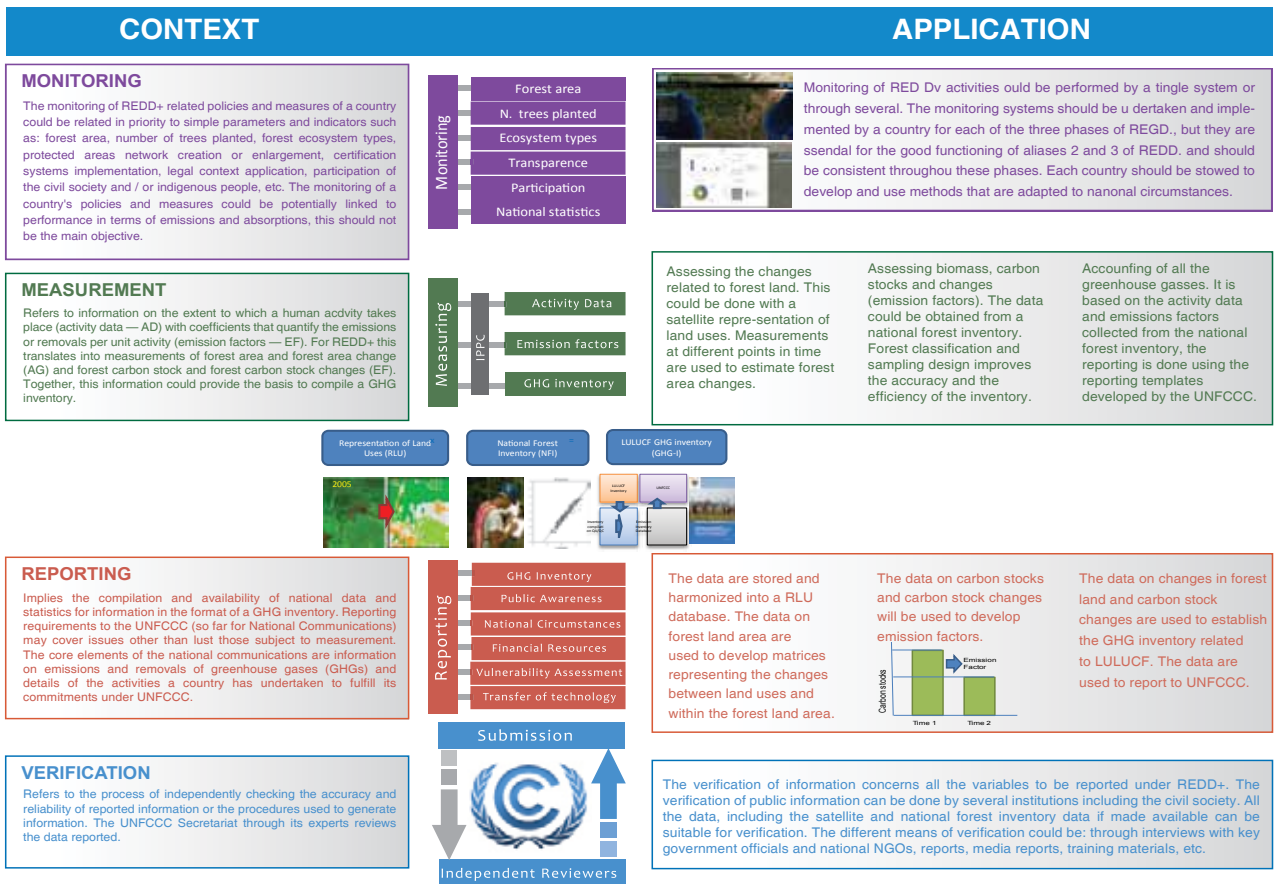 CONTEXT
APPLICATION
MONITORING
The monitoring of REDD+ related policies and measures of a country
could be related in priority to simple parameters and indicators such
as: forest area, number of trees planted, forest ecosystem types,
protected areas network creation or enlargement, certification
systems implementation, legal context application, participation of
the civil society and / or indigenous people, etc. The monitoring of a
country's policies and measures could be potentially linked to
performance in terms of emissions and absorptions, this should not
be the main objective.
Monitoring
Forest area
N. trees planted
Ecosystem types
Transparence
Participation
National statistics
Monitoring of RED Dv activities ould be performed by a tingle system or
through several. The monitoring systems should be u dertaken and imple-
mented by a country for each of the three phases of REGD., but they are
ssendal for the good functioning of aliases 2 and 3 of REDD. and should
be consistent throughou these phases. Each country should be stowed to
develop and use methods that are adapted to nanonal circumstances.
MEASUREMENT
Refers to information on the extent to which a human acdvity takes
place (activity data — AD) with coefficients that quantify the emissions
or removals per unit activity (emission factors — EF). For REDD+ this
translates into measurements of forest area and forest area change
(AG) and forest carbon stock and forest carbon stock changes (EF).
Together, this information could provide the basis to compile a GHG
inventory.
Measuring
IPPC
Activity Data
Emission factors
GHG inventory
Assessing the changes
related to forest land. This
could be done with a
satellite repre-sentation of
land uses. Measurements
at different points in time
are used to estimate forest
area changes.
Assessing biomass, carbon
stocks and changes
(emission factors). The data
could be obtained from a
national forest inventory.
Forest classification and
sampling design improves
the accuracy and the
efficiency of the inventory.
Accounfing of all the
greenhouse gasses. It is
based on the activity data
and emissions factors
collected from the national
forest inventory, the
reporting is done using the
reporting templates
developed by the UNFCCC.
Representation of Land
Uses (RLU)
National Forest
Inventory (NFI)
LULUCF GHG inventory
(GHG-I)
2005
LULUCF
Inventory
UNFCCC
REPORTING
Implies the compilation and availability of national data and
statistics for information in the format of a GHG inventory. Reporting
requirements to the UNFCCC (so far for National Communications)
may cover issues other than lust those subject to measurement.
The core elements of the national communications are information
on emissions and removals of greenhouse gases (GHGs) and
details of the activities a country has undertaken to fulfill its
commitments under UNFCCC.
Reporting
GHG Inventory
Public Awareness
National Circumstances
Financial Resources
Vulnerability Assessment
Transfer of technology
The data are stored and
harmonized into a RLU
database. The data on
forest land area are
used to develop matrices
representing the changes
between land uses and
within the forest land area.
The data on carbon stocks
and carbon stock changes
will be used to develop
emission factors.
Carbon stocks
Emission
Factor
Time 1
Time 2
The data on changes in forest
land and carbon stock
changes are used to establish
the GHG inventory related
to LULUCF. The data are
used to report to UNFCCC.
Submission
Independent Reviewers
VERIFICATION
Refers to the process of independently checking the accuracy and
reliability of reported information or the procedures used to generate
information. The UNFCCC Secretariat through its experts reviews
the data reported.
The verification of information concerns all the variables to be reported under REDD+. The
verification of public information can be done by several institutions including the civil society. All
the data, including the satellite and national forest inventory data if made available can be
suitable for verification. The different means of verification could be: through interviews with key
government officials and national NGOs, reports, media reports, training materials, etc.